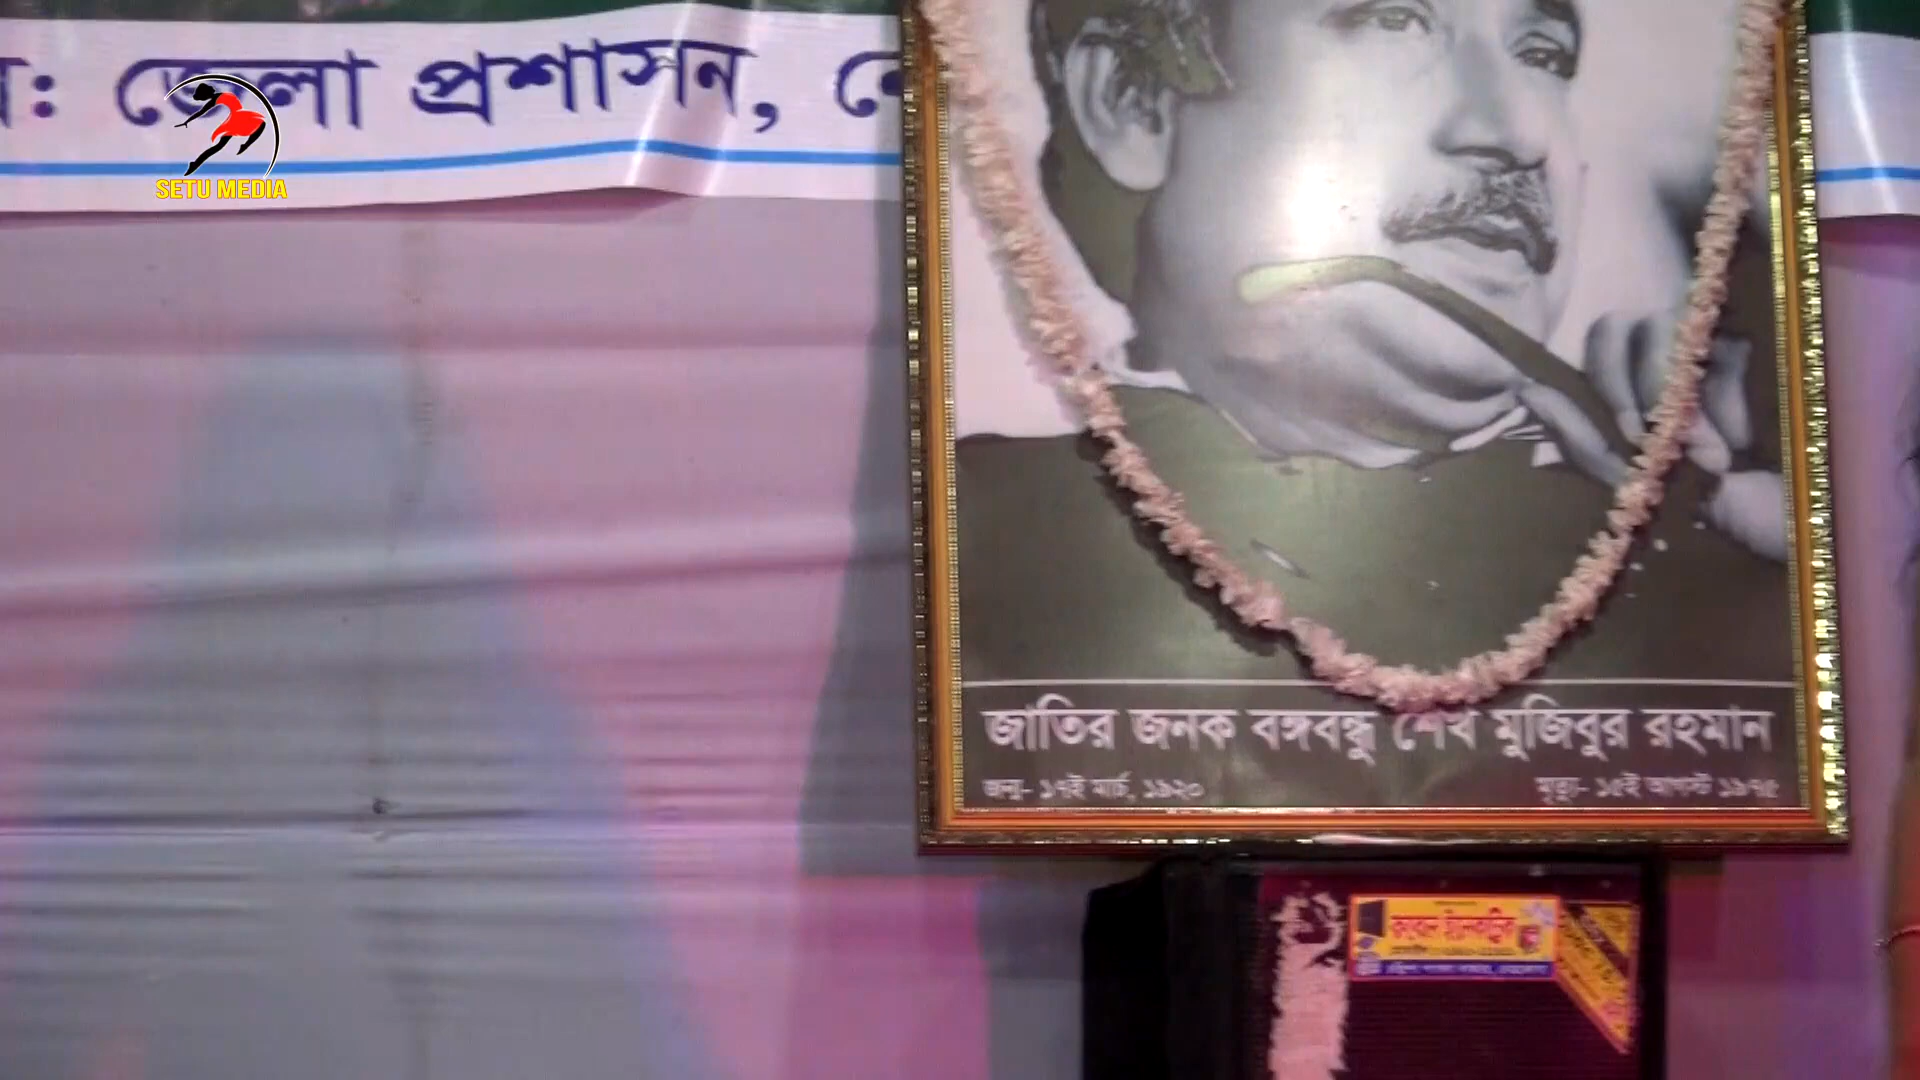 জেলা প্রশাসন,
SETU MEDIA
জাতির জনক বঙ্গবন্ধু শেখ মুজিবুর রহমান
জন্ম- ১৭ই মার্চ, ১৯২০
মৃত্যু- ১৫ই আগস্ট ১৯৭৫